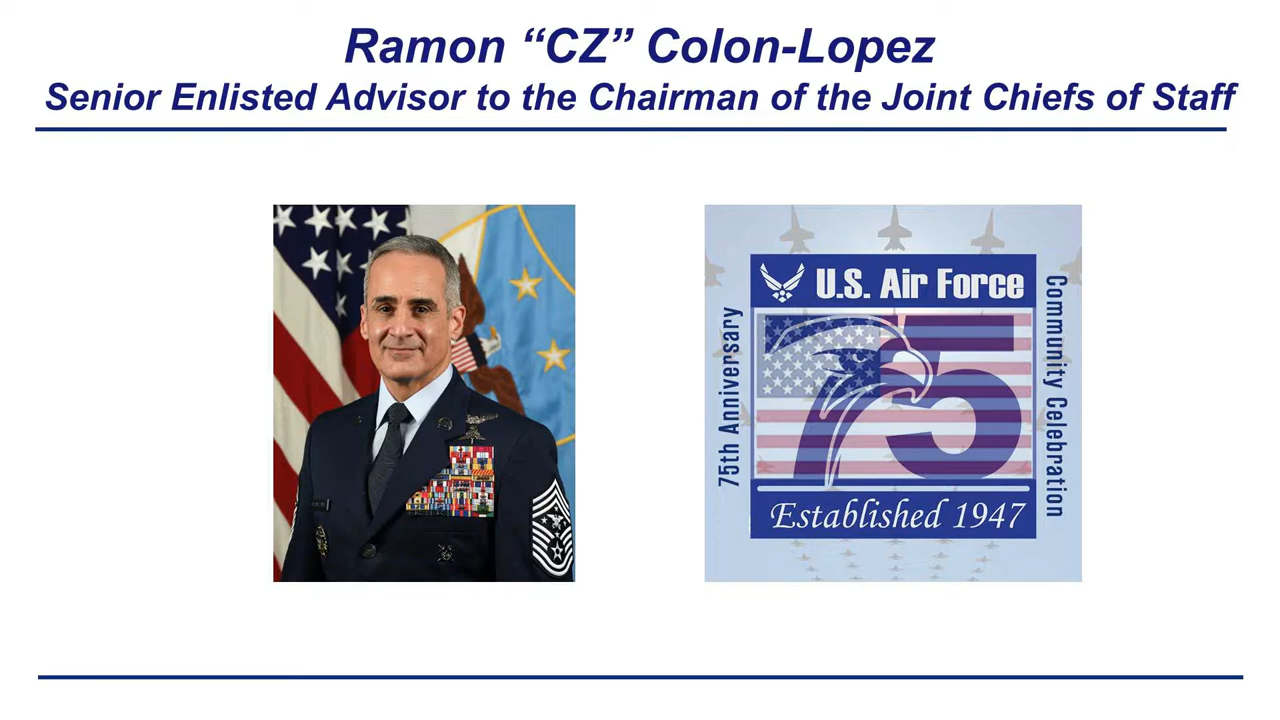 Ramon “CZ” Colon-Lopez
Senior Enlisted Advisor to the Chairman of the Joint Chiefs of Staff
U.S. Air Force
75th Anniversary
75
Community Celebration
Established 1947